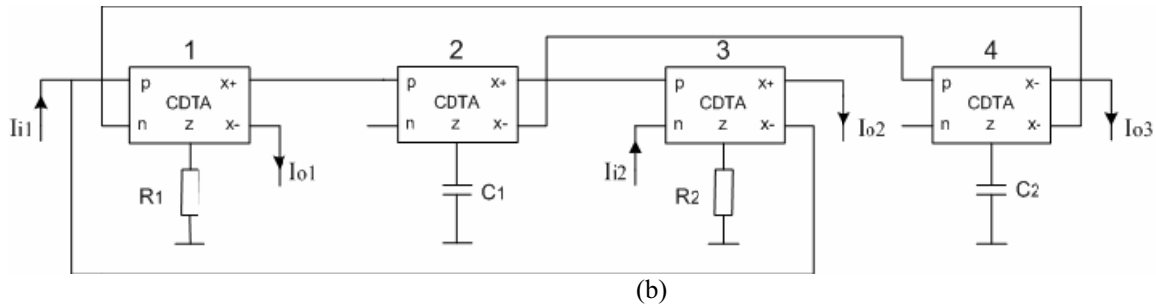 1 2 3 4
p x+ p x+ p x+ p x-
CDTA CDTA CDTA CDTA
n z x- n z x- n z x- n z x-
Ii1 Io1 Ii2 Io2 Io3
R1 C1 R2 C2
(b)